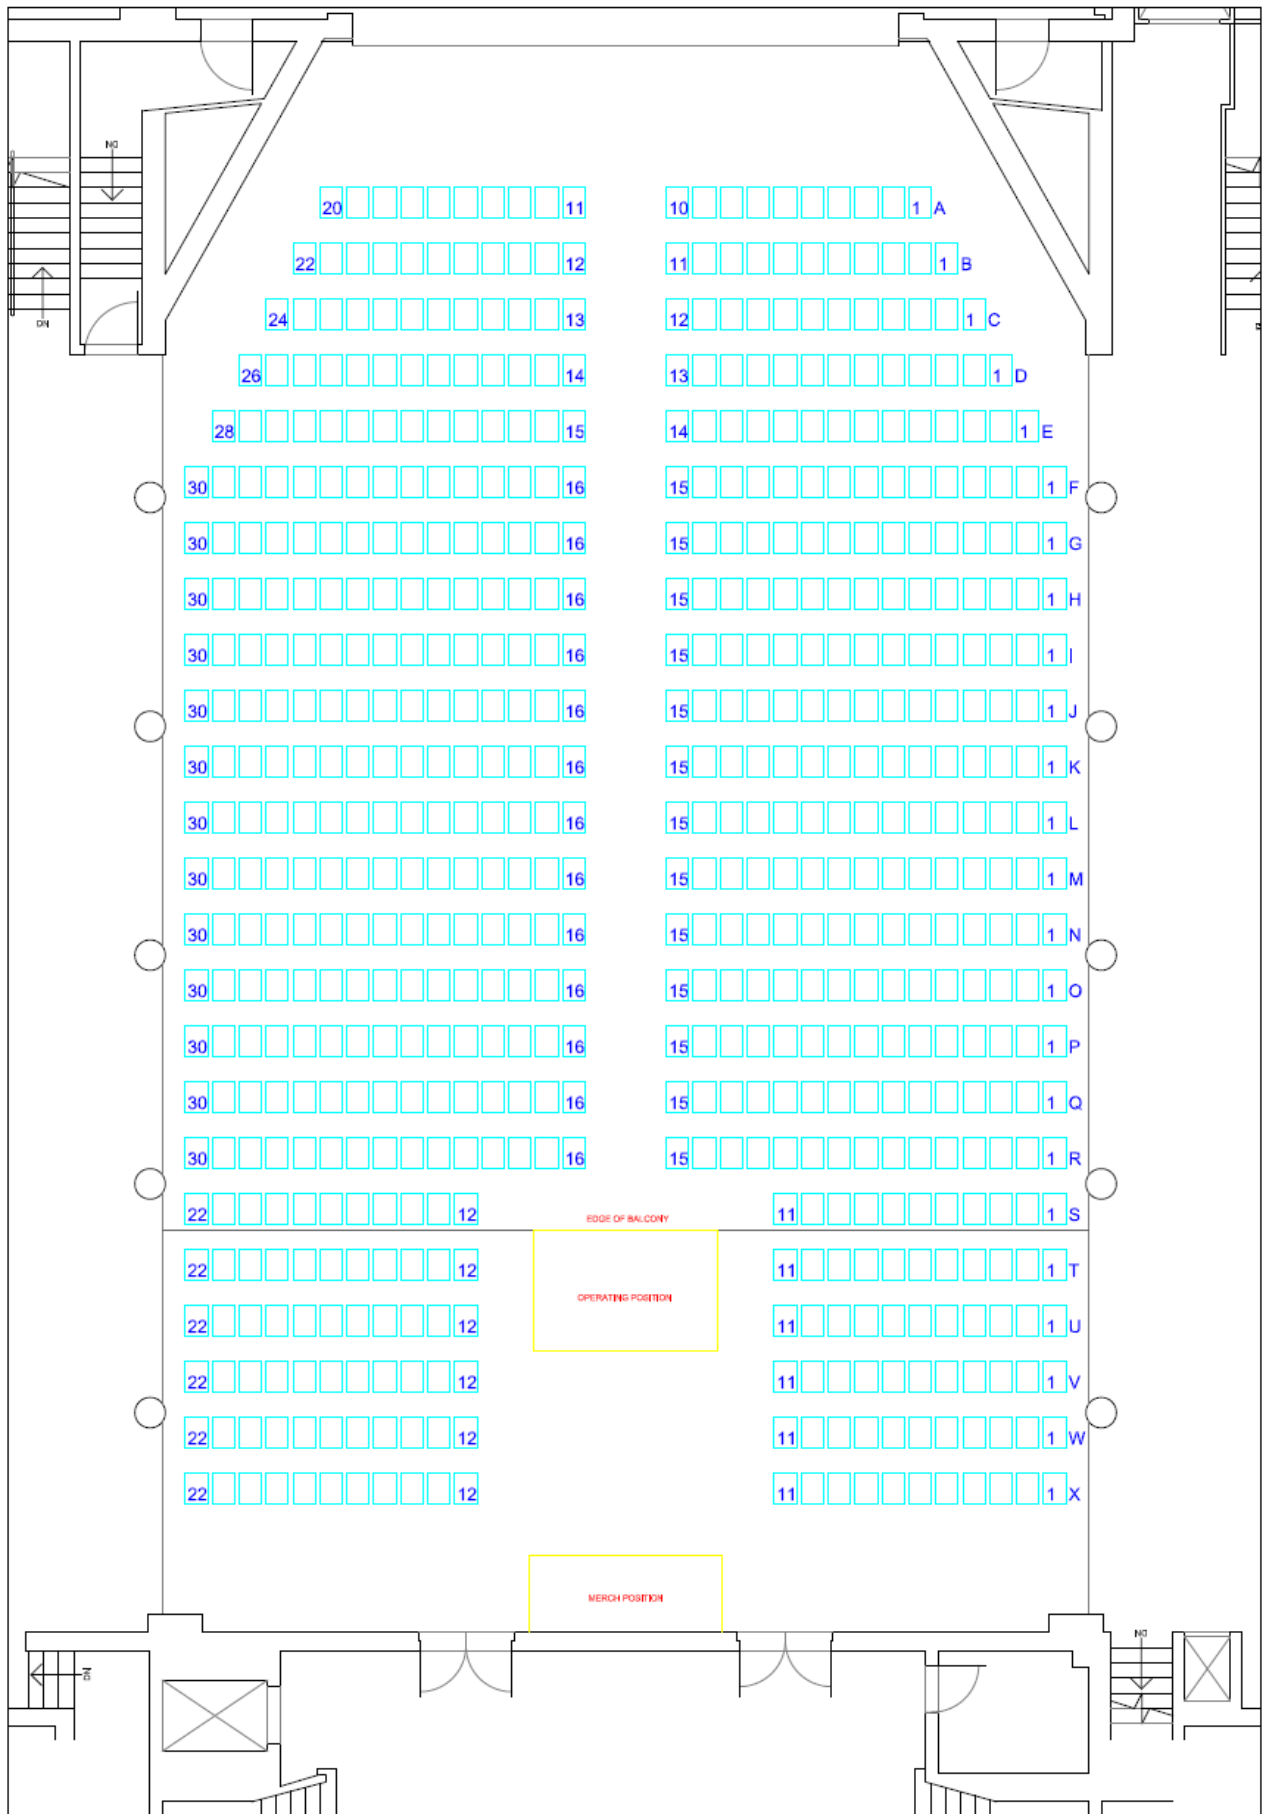 DN
20 11 10 1 A
22 12 11 1 B
24 13 12 1 C
DN
26 14 13 1 D
28 15 14 1 E
30 16 15 1 F
30 16 15 1 G
30 16 15 1 H
30 16 15 1 I
30 16 15 1 J
30 16 15 1 K
30 16 15 1 L
30 16 15 1 M
30 16 15 1 N
30 16 15 1 O
30 16 15 1 P
30 16 15 1 Q
30 16 15 1 R
22 12 11 1 S
EDGE OF BALCONY
22 12 11 1 T
OPERATING POSITION
22 12 11 1 U
22 12 11 1 V
22 12 11 1 W
22 12 11 1 X
MERCH POSITION
DN
DN